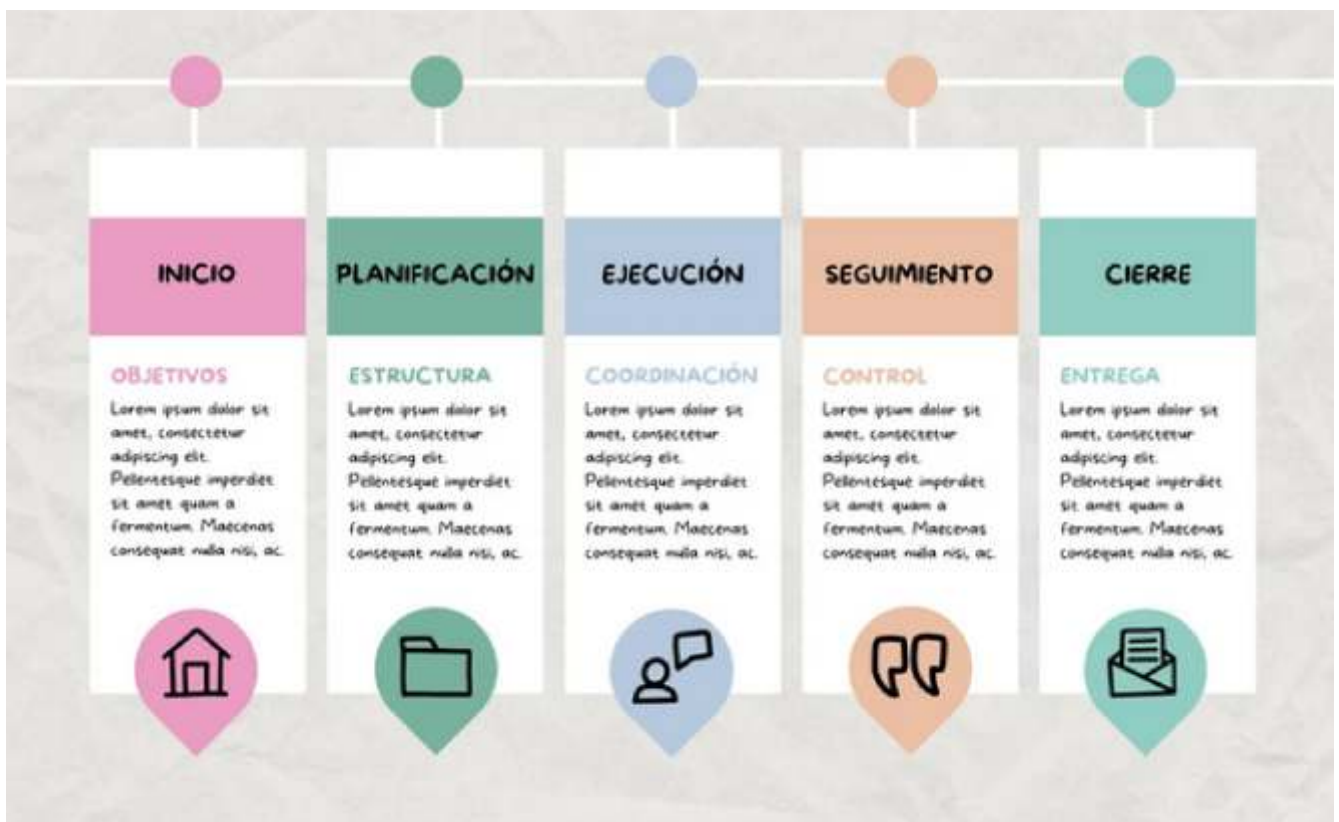 INICIO
OBJETIVOS
Lorem ipsum dolor sit
amet, consectetur
adipiscing elit.
Pellentesque imperdiet
sit amet quam a
fermentum. Maecenas
consequat nulla nisi, ac.
PLANIFICACIÓN
ESTRUCTURA
Lorem ipsum dolor sit
amet, consectetur
adipiscing elit.
Pellentesque imperdiet
sit amet quam a
fermentum. Maecenas
consequat nulla nisi, ac.
EJECUCIÓN
COORDINACIÓN
Lorem ipsum dolor sit
amet, consectetur
adipiscing elit.
Pellentesque imperdiet
sit amet quam a
fermentum. Maecenas
consequat nulla nisi, ac.
SEGUIMIENTO
CONTROL
Lorem ipsum dolor sit
amet, consectetur
adipiscing elit.
Pellentesque imperdiet
sit amet quam a
fermentum. Maecenas
consequat nulla nisi, ac.
CIERRE
ENTREGA
Lorem ipsum dolor sit
amet, consectetur
adipiscing elit.
Pellentesque imperdiet
sit amet quam a
fermentum. Maecenas
consequat nulla nisi, ac.